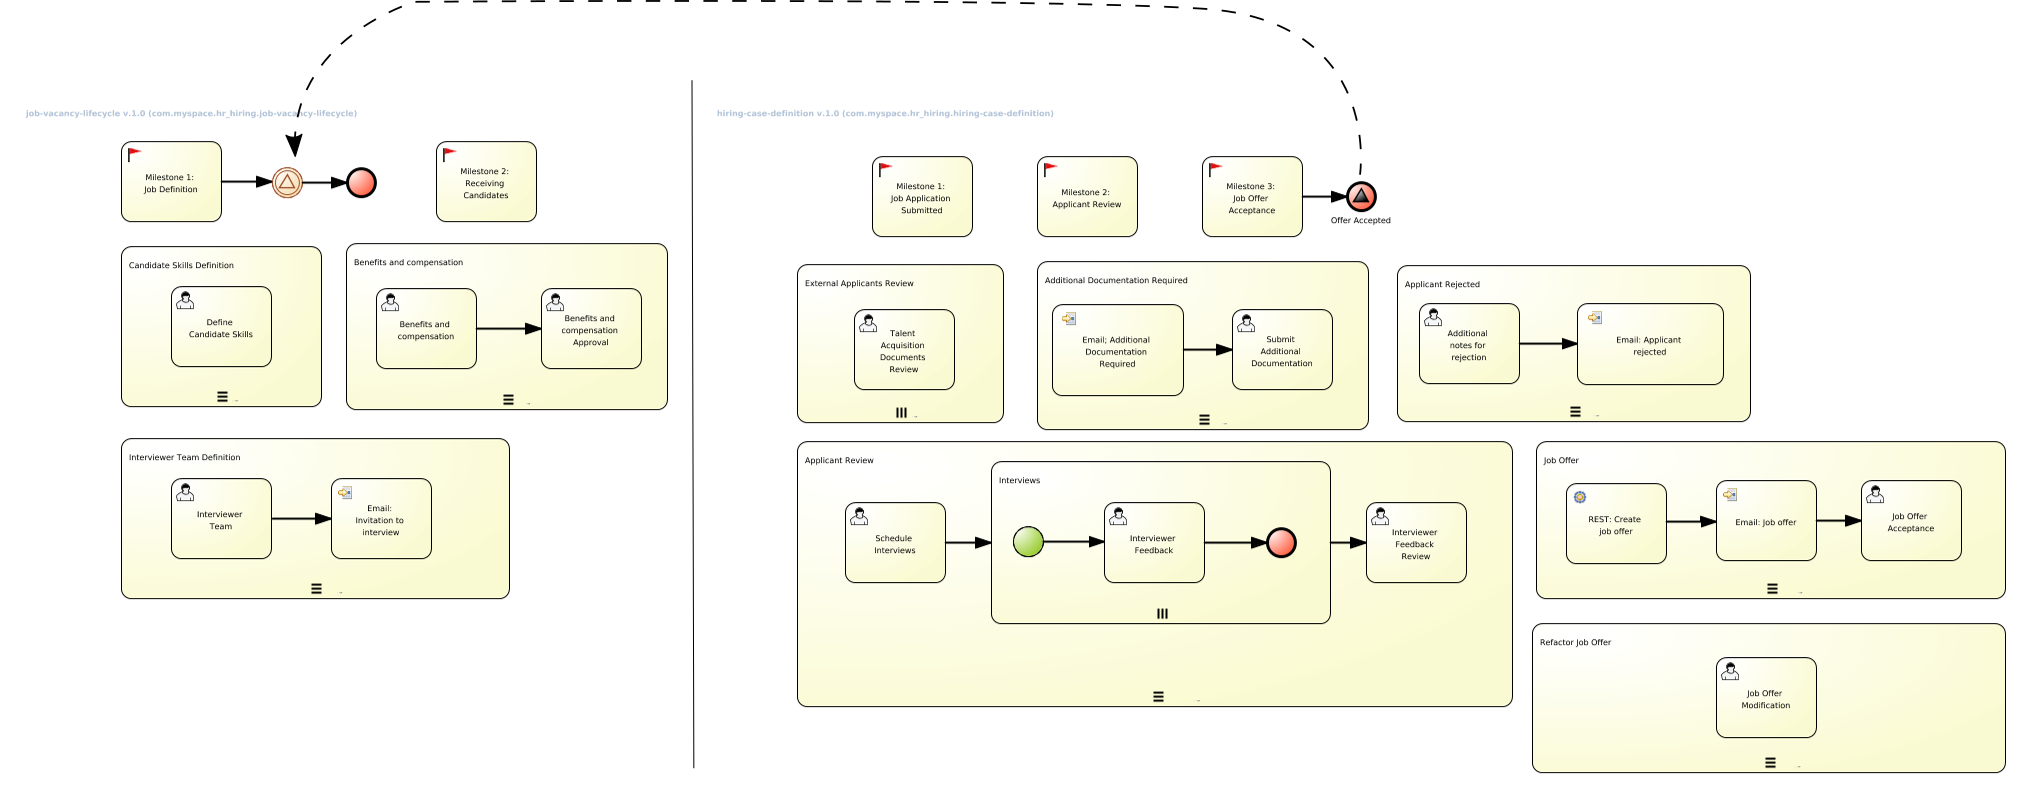 job-vacancy-lifecycle v.1.0 (com.myspace.hr_hiring.job-vacancy-lifecycle)
Milestone 1:
Job Definition
Milestone 2:
Receiving
Candidates
Candidate Skills Definition
Define
Candidate Skills
Benefits and compensation
Benefits and
compensation
Benefits and
compensation
Approval
Interviewer Team Definition
Interviewer
Team
Email:
Invitation to
interview
hiring-case-definition v.1.0 (com.myspace.hr_hiring.hiring-case-definition)
Milestone 1:
Job Application
Submitted
Milestone 2:
Applicant Review
Milestone 3:
Job Offer
Acceptance
Offer Accepted
External Applicants Review
Talent
Acquisition
Documents
Review
Additional Documentation Required
Email; Additional
Documentation
Required
Submit
Additional
Documentation
Applicant Rejected
Additional
notes for
rejection
Email: Applicant
rejected
Applicant Review
Schedule
Interviews
Interviews
Interviewer
Feedback
Interviewer
Feedback
Review
Job Offer
REST: Create
job offer
Email: Job offer
Job Offer
Acceptance
Refactor Job Offer
Job Offer
Modification